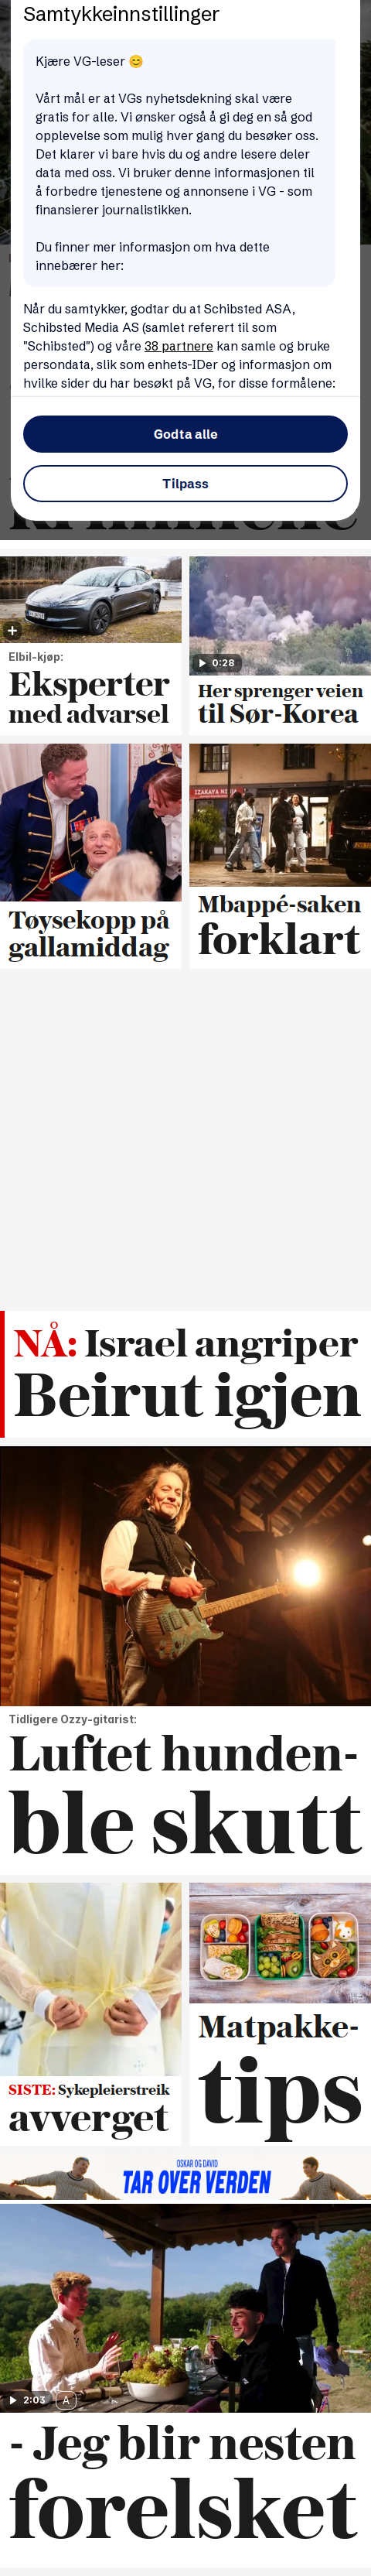 Samtykkeinnstillinger
Kjære VG-leser 😊
Vårt mål er at VGs nyhetsdekning skal være
gratis for alle. Vi ønsker også å gi deg en så god
opplevelse som mulig hver gang du besøker oss.
Det klarer vi bare hvis du og andre lesere deler
data med oss. Vi bruker denne informasjonen til
å forbedre tjenestene og annonsene i VG - som
finansierer journalistikken.
Du finner mer informasjon om hva dette
innebærer her:
Når du samtykker, godtar du at Schibsted ASA,
Schibsted Media AS (samlet referert til som
"Schibsted") og våre 38 partnere kan samle og bruke
persondata, slik som enhets-IDer og informasjon om
hvilke sider du har besøkt på VG, for disse formålene:
Godta alle
Tilpass
Elbil-kjøp:
Eksperter
med advarsel
0:28
Her sprenger veien
til Sør-Korea
Tøysekopp på
gallamiddag
IZAKAYA
Mbappé-saken
forklart
NÅ: Israel angriper
Beirut igjen
Tidligere Ozzy-gitarist:
Luftet hunden-
ble skutt
SISTE: Sykepleierstreik
avverget
Matpakke-
tips
OSKAR OG DAVID
TAR OVER VERDEN
2:03 A
- Jeg blir nesten
forelsket